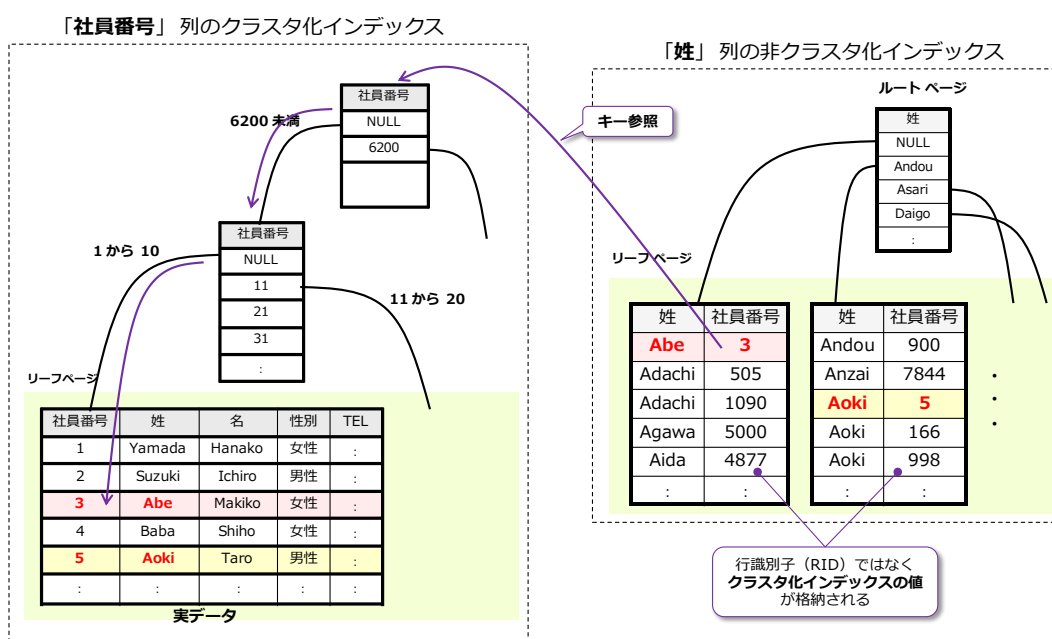 「社員番号」列のクラスタ化インデックス
社員番号
NULL
6200
6200 未満
社員番号
NULL
11
21
31
:
1 から 10
11 から 20
リーフページ
社員番号 姓 名 性別 TEL
1 Yamada Hanako 女性 :
2 Suzuki Ichiro 男性 :
3 Abe Makiko 女性 :
4 Baba Shiho 女性 :
5 Aoki Taro 男性 :
: : : : :
実データ
キー参照
「姓」列の非クラスタ化インデックス
ルート ページ
姓
NULL
Andou
Asari
Daigo
:
リーフ ページ
姓 社員番号
Abe 3
Adachi 505
Adachi 1090
Agawa 5000
Aida 4877
: :
姓 社員番号
Andou 900
Anzai 7844
Aoki 5
Aoki 166
Aoki 998
: :
・
・
・
行識別子（RID）ではなく
クラスタ化インデックスの値
が格納される